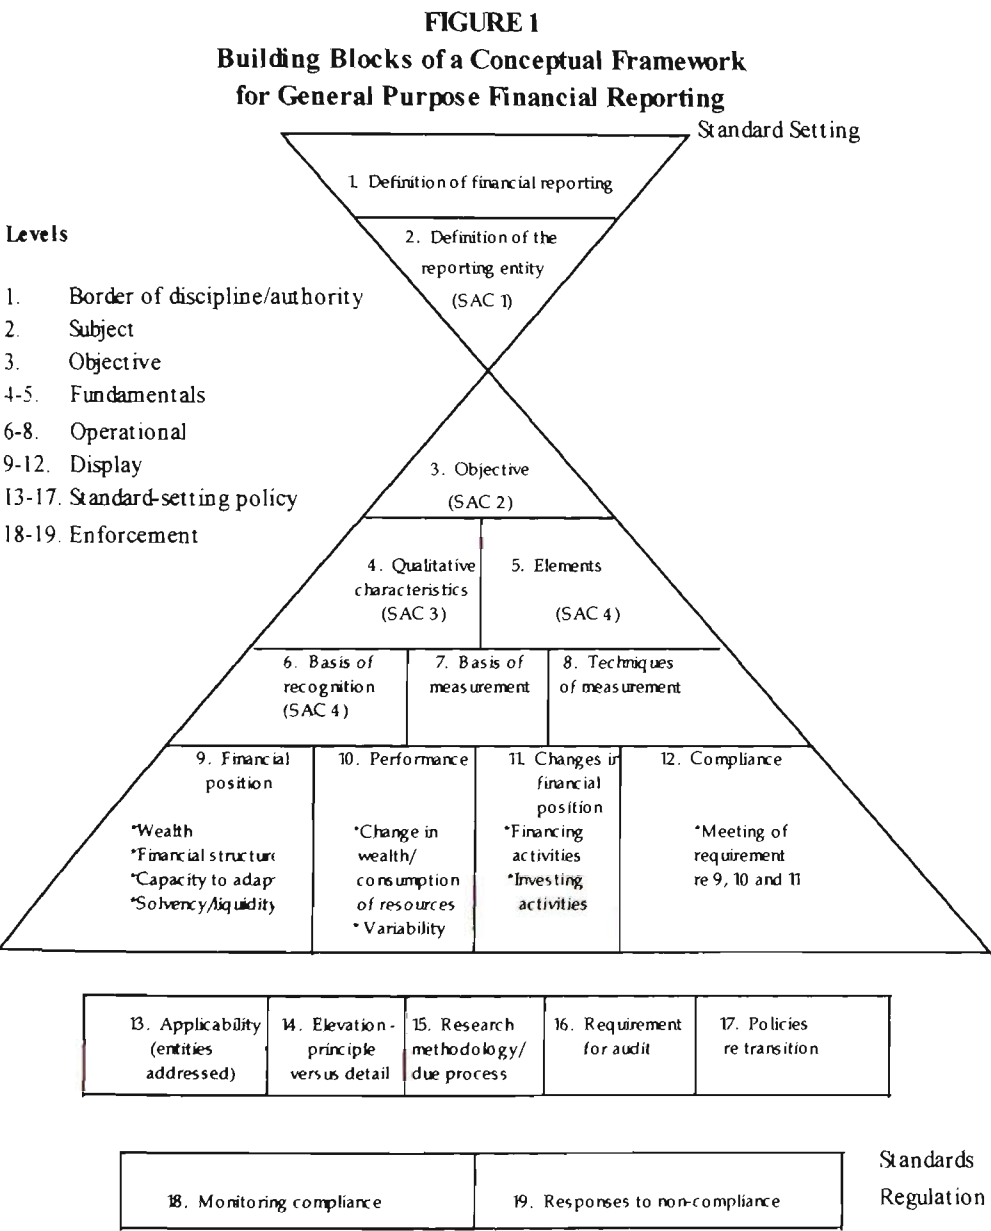 FIGURE 1
Building Blocks of a Conceptual Framework
for General Purpose Financial Reporting
Standard Setting
1. Definition of financial reporting
2. Definition of the
reporting entity
(SAC 1)
Levels
1. Border of discipline/authority
2. Subject
3. Objective
4-5. Fundamentals
6-8. Operational
9-12. Display
13-17. Standard-setting policy
18-19. Enforcement
3. Objective
(SAC 2)
4. Qualitative
characteristics
(SAC 3)
5. Elements
(SAC 4)
6. Basis of
recognition
(SAC 4)
7. Basis of
measurement
8. Techniques
of measurement
9. Financial
position
*Wealth
*Financial structure
*Capacity to adap
*Solvency/liquidity
10. Performance
*Change in
wealth/
consumption
of resources
* Variability
11. Changes in
financial
position
*Financing
activities
*Investing
activities
12. Compliance
*Meeting of
requirement
re 9, 10 and 11
13. Applicability
(entities
addressed)
14. Elevation -
principle
versus detail
15. Research
methodology/
due process
16. Requirement
for audit
17. Policies
re transition
18. Monitoring compliance
19. Responses to non-compliance
Standards
Regulation